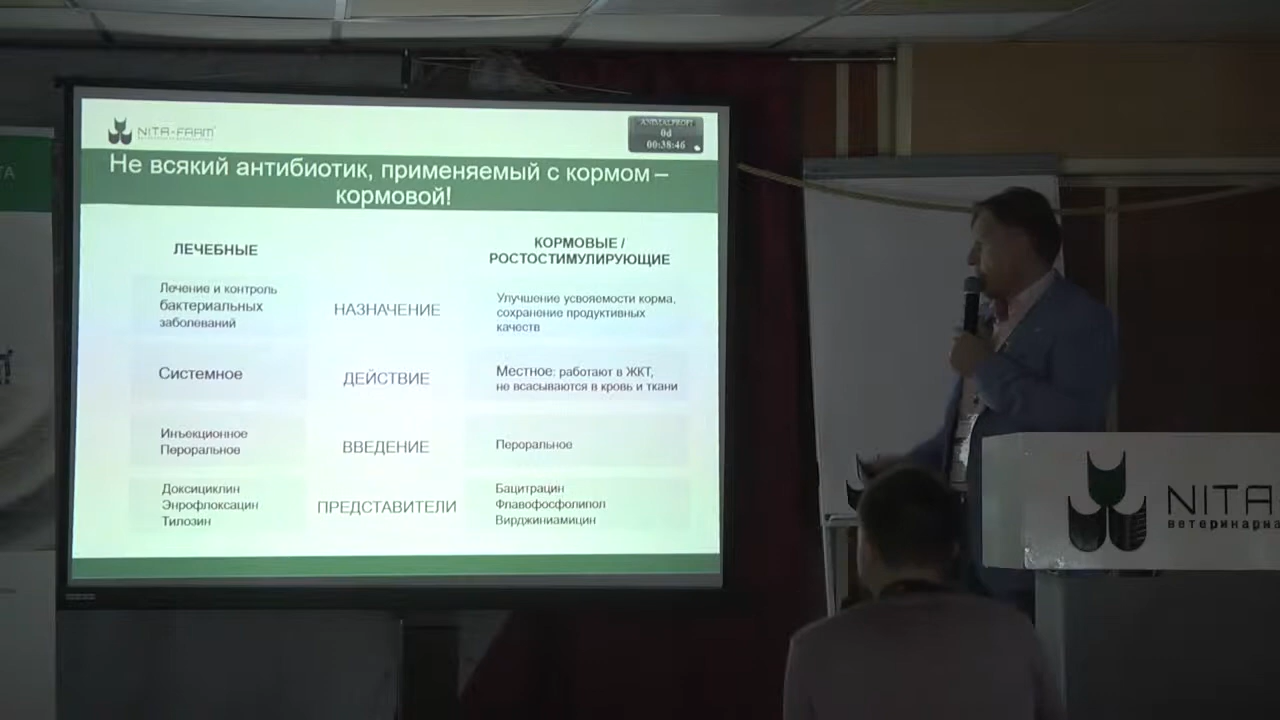 NITA-FARM
ANIMALPROFI
0d
00:38:46
Не всякий антибиотик, применяемый с кормом –
кормовой!
ЛЕЧЕБНЫЕ
КОРМОВЫЕ /
РОСТОСТИМУЛИРУЮЩИЕ
Лечение и контроль
бактериальных
заболеваний
НАЗНАЧЕНИЕ
Улучшение усвояемости корма,
сохранение продуктивных
качеств
Системное
ДЕЙСТВИЕ
Местное: работают в ЖКТ,
не всасываются в кровь и ткани
Инъекционное
Пероральное
ВВЕДЕНИЕ
Пероральное
Доксициклин
Энрофлоксацин
Тилозин
ПРЕДСТАВИТЕЛИ
Бацитрацин
Флавофосфолипол
Вирджиниамицин
NITA
ветеринарна
ТА